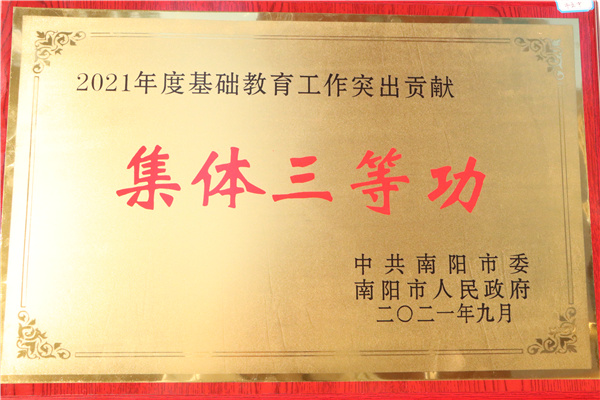 2021年度基础教育工作突出贡献
集体三等功
中共南阳市委
南阳市人民政府
二〇二一年九月